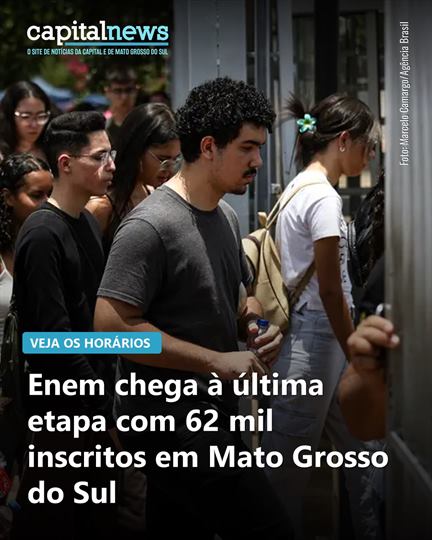 capitalnews
O SITE DE NOTÍCIAS DA CAPITAL E DE MATO GROSSO DO SUL
Foto: Marcelo Camargo/Agência Brasil
VEJA OS HORÁRIOS
Enem chega à última
etapa com 62 mil
inscritos em Mato Grosso
do Sul